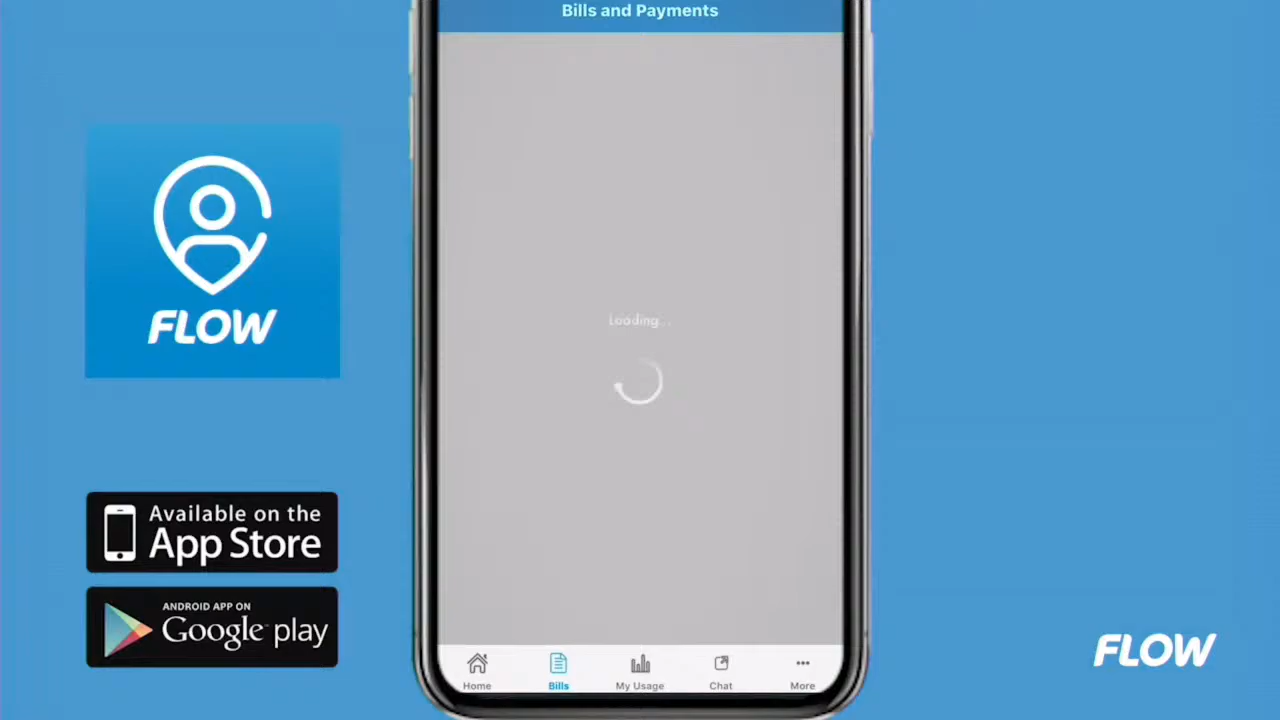 Bills and Payments
Loading...
FLOW
Available on the
App Store
ANDROID APP ON
Google play
Home
Bills
My Usage
Chat
More
FLOW